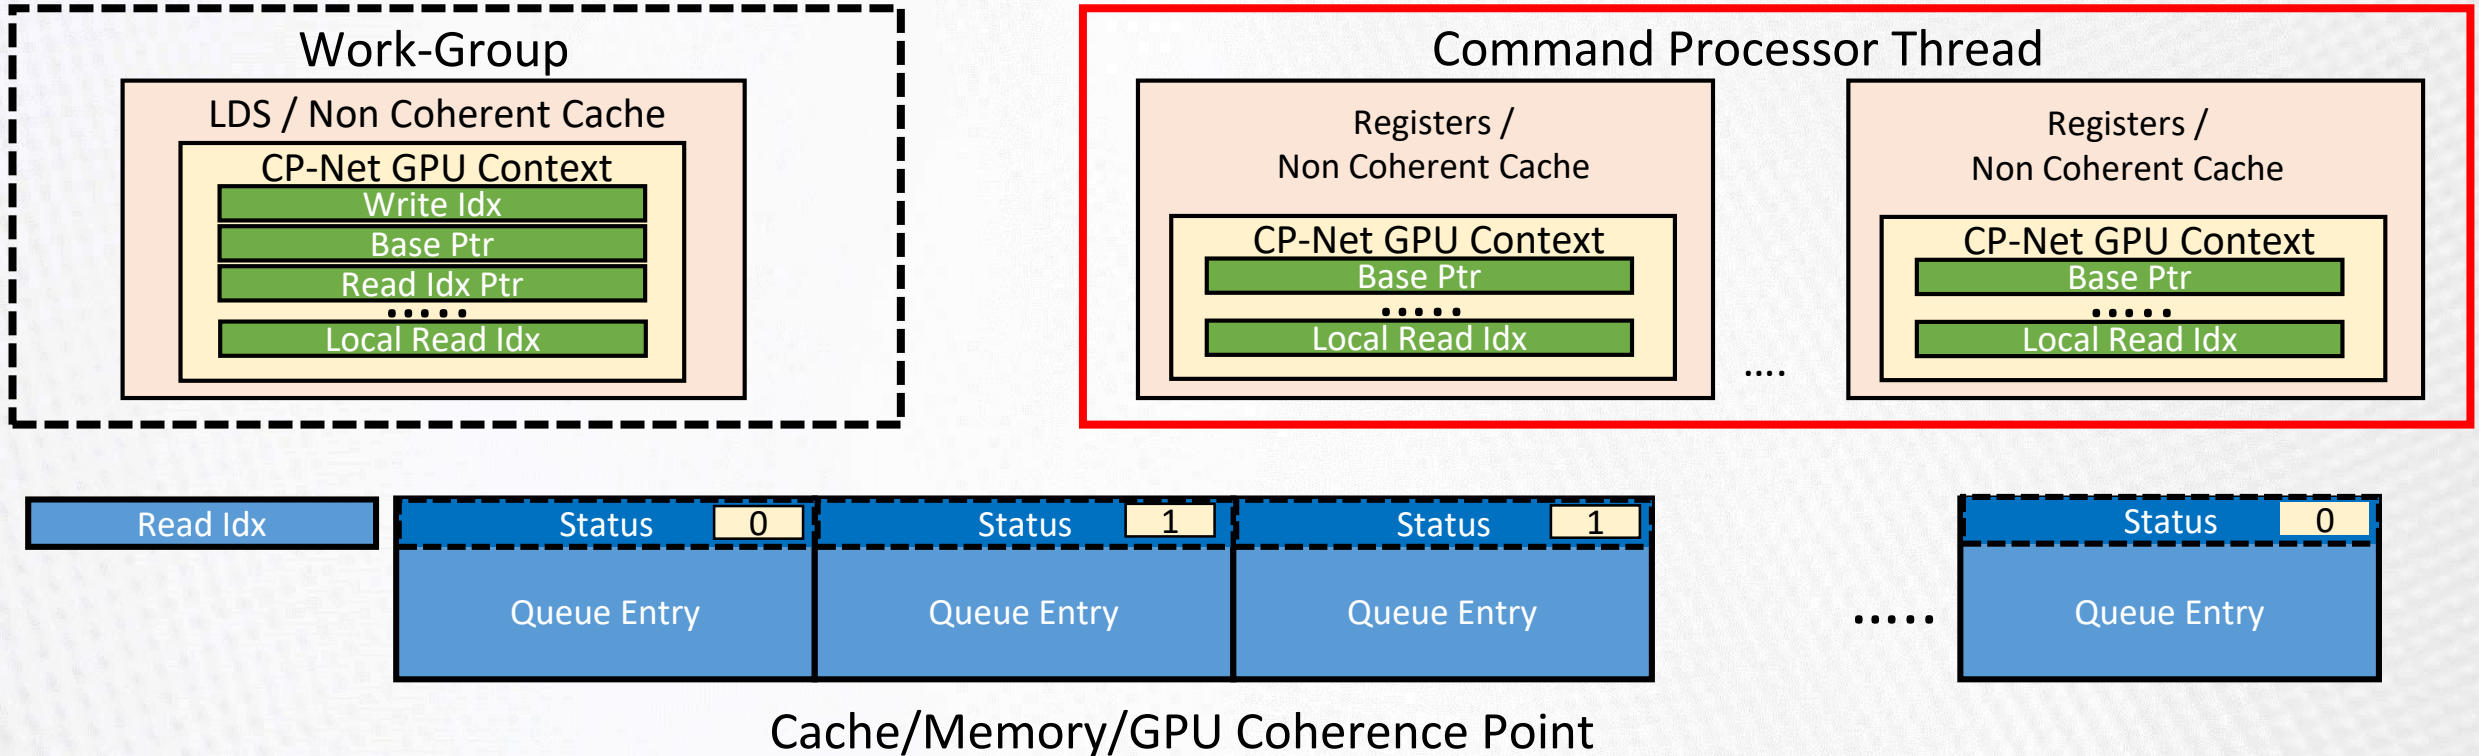 Work-Group
LDS / Non Coherent Cache
CP-Net GPU Context
Write Idx
Base Ptr
Read Idx Ptr
.....
Local Read Idx
Command Processor Thread
Registers /
Non Coherent Cache
CP-Net GPU Context
Base Ptr
.....
Local Read Idx
....
Registers /
Non Coherent Cache
CP-Net GPU Context
Base Ptr
.....
Local Read Idx
Read Idx
Status 0
Queue Entry
Status 1
Queue Entry
Status 1
Queue Entry
.....
Status 0
Queue Entry
Cache/Memory/GPU Coherence Point